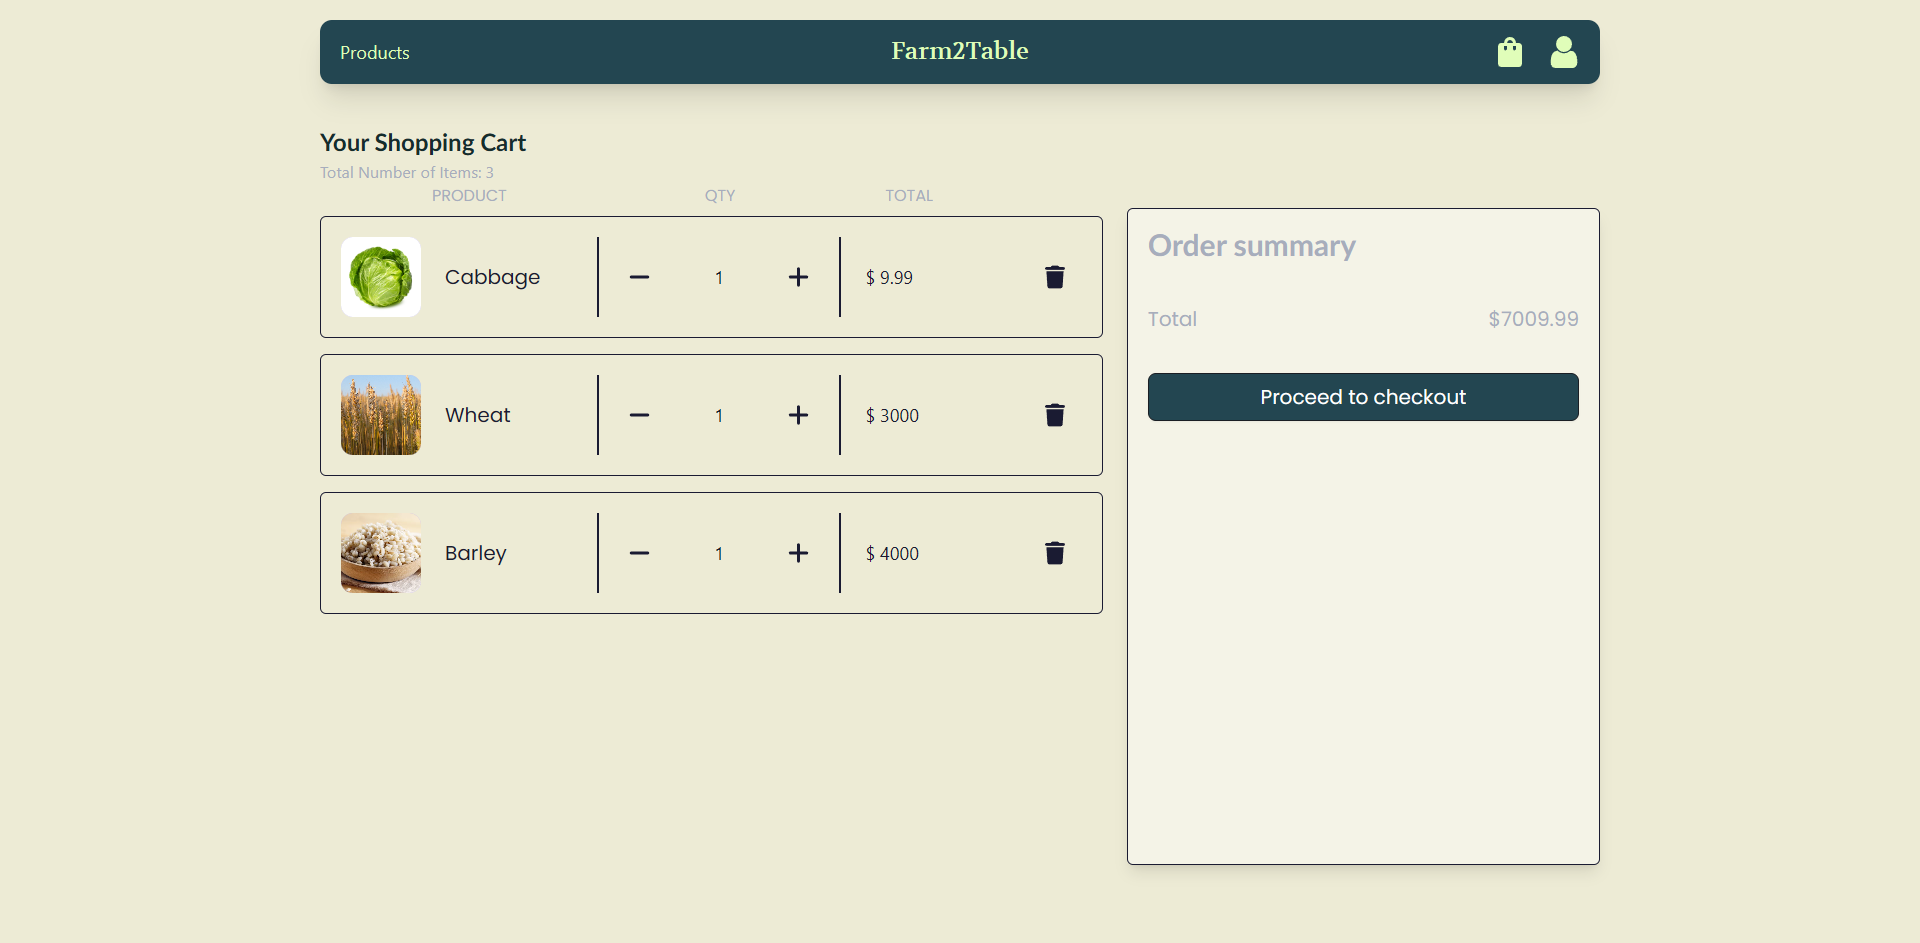 Products
Farm2Table
Your Shopping Cart
Total Number of Items: 3
PRODUCT QTY TOTAL
Cabbage 1 $ 9.99
Wheat 1 $ 3000
Barley 1 $ 4000
Order summary
Total $7009.99
Proceed to checkout